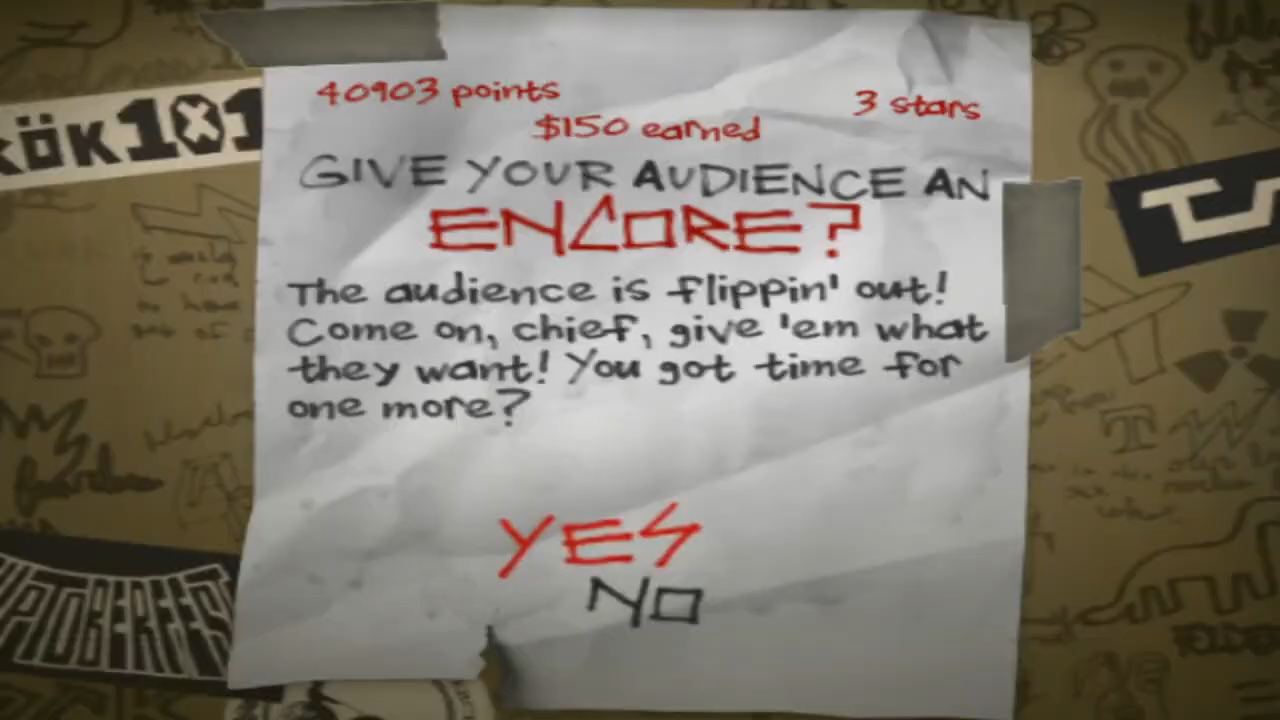 40903 points
3 stars
$150 earned
GIVE YOUR AUDIENCE AN
ENCORE?
The audience is flippin' out!
Come on, chief, give 'em what
they want! You got time for
one more?
YES
NO
KÖK101